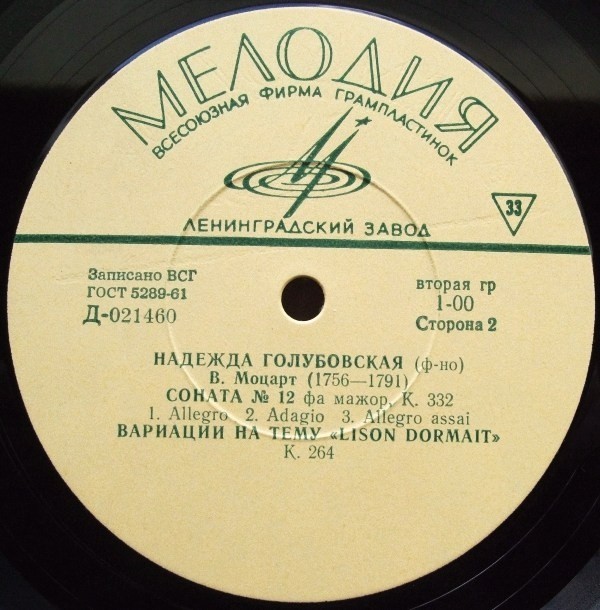 МЕЛОДИЯ
ВСЕСОЮЗНАЯ ФИРМА ГРАМПЛАСТИНОК
ЛЕНИНГРАДСКИЙ ЗАВОД
33
Записано ВСГ
ГОСТ 5289-61
Д-021460
вторая гр
1-00
Сторона 2
НАДЕЖДА ГОЛУБОВСКАЯ (ф-но)
В. Моцарт (1756—1791)
СОНАТА № 12 фа мажор, К. 332
1. Allegro 2. Adagio 3. Allegro assai
ВАРИАЦИИ НА ТЕМУ «LISON DORMAIT»
К. 264